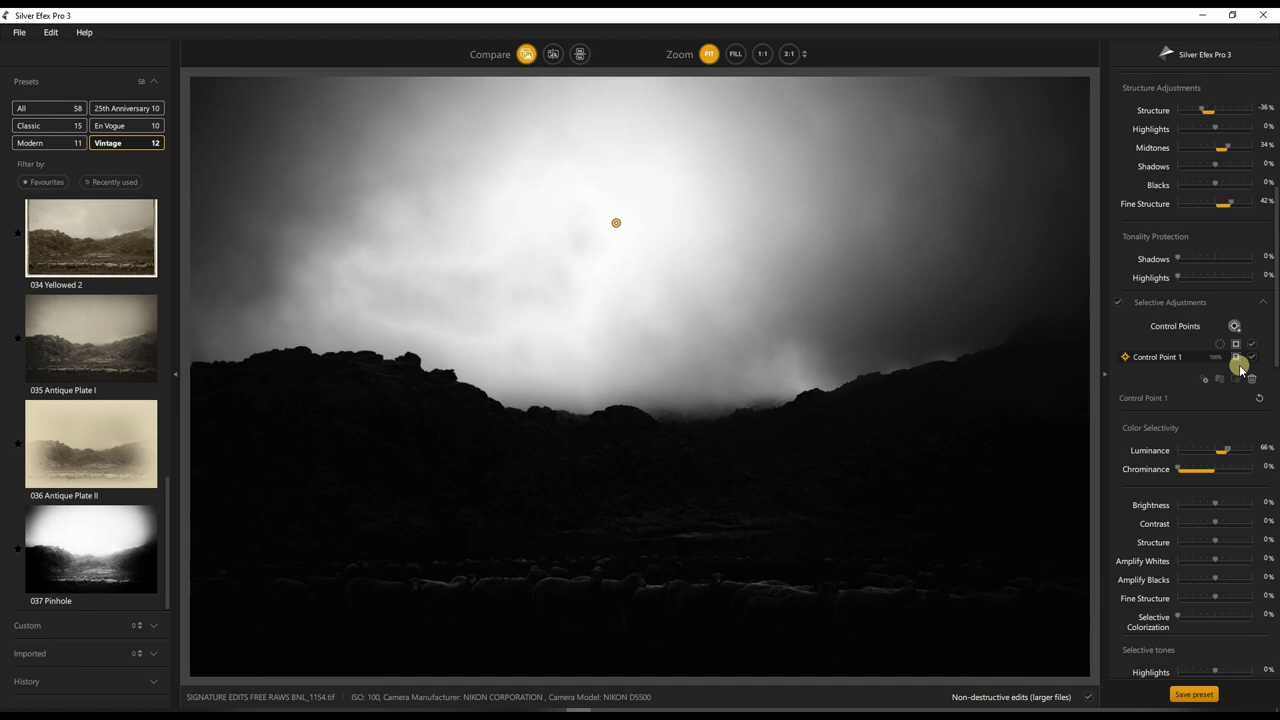 Silver Efex Pro 3
File Edit Help
Compare
Zoom FIT FILL 1:1 2:1
Silver Efex Pro 3
Presets 58
All 58
25th Anniversary 10
Classic 15
En Vogue 10
Modern 11
Vintage 12
Filter by:
Favourites
Recently used
034 Yellowed 2
035 Antique Plate I
036 Antique Plate II
037 Pinhole
Custom 0
Imported 0
History
SIGNATURE EDITS FREE RAWS BNL_1154.tif
ISO: 100, Camera Manufacturer: NIKON CORPORATION , Camera Model: NIKON D5500
Non-destructive edits (larger files)
Structure Adjustments
Structure -36%
Highlights 0%
Midtones 34%
Shadows 0%
Blacks 0%
Fine Structure 42%
Tonality Protection
Shadows 0%
Highlights 0%
Selective Adjustments
Control Points
Control Point 1 100%
Control Point 1
Color Selectivity
Luminance 66%
Chrominance 0%
Brightness 0%
Contrast 0%
Structure 0%
Amplify Whites 0%
Amplify Blacks 0%
Fine Structure 0%
Selective 0%
Colorization
Selective tones
Highlights 0%
Save preset